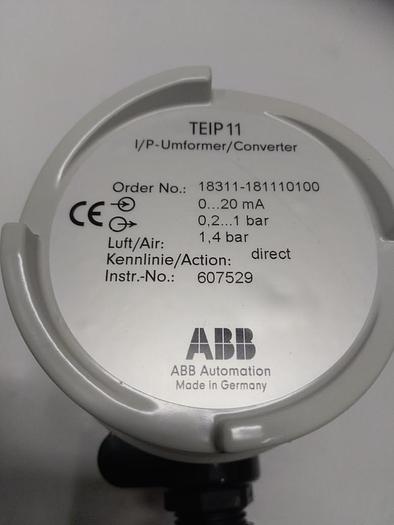 TEIP 11
I/P-Umformer/Converter
Order No.: 18311-181110100
CE 0...20 mA
0,2...1 bar
Luft/Air: 1,4 bar
Kennlinie/Action: direct
Instr.-No.: 607529
ABB
ABB Automation
Made in Germany